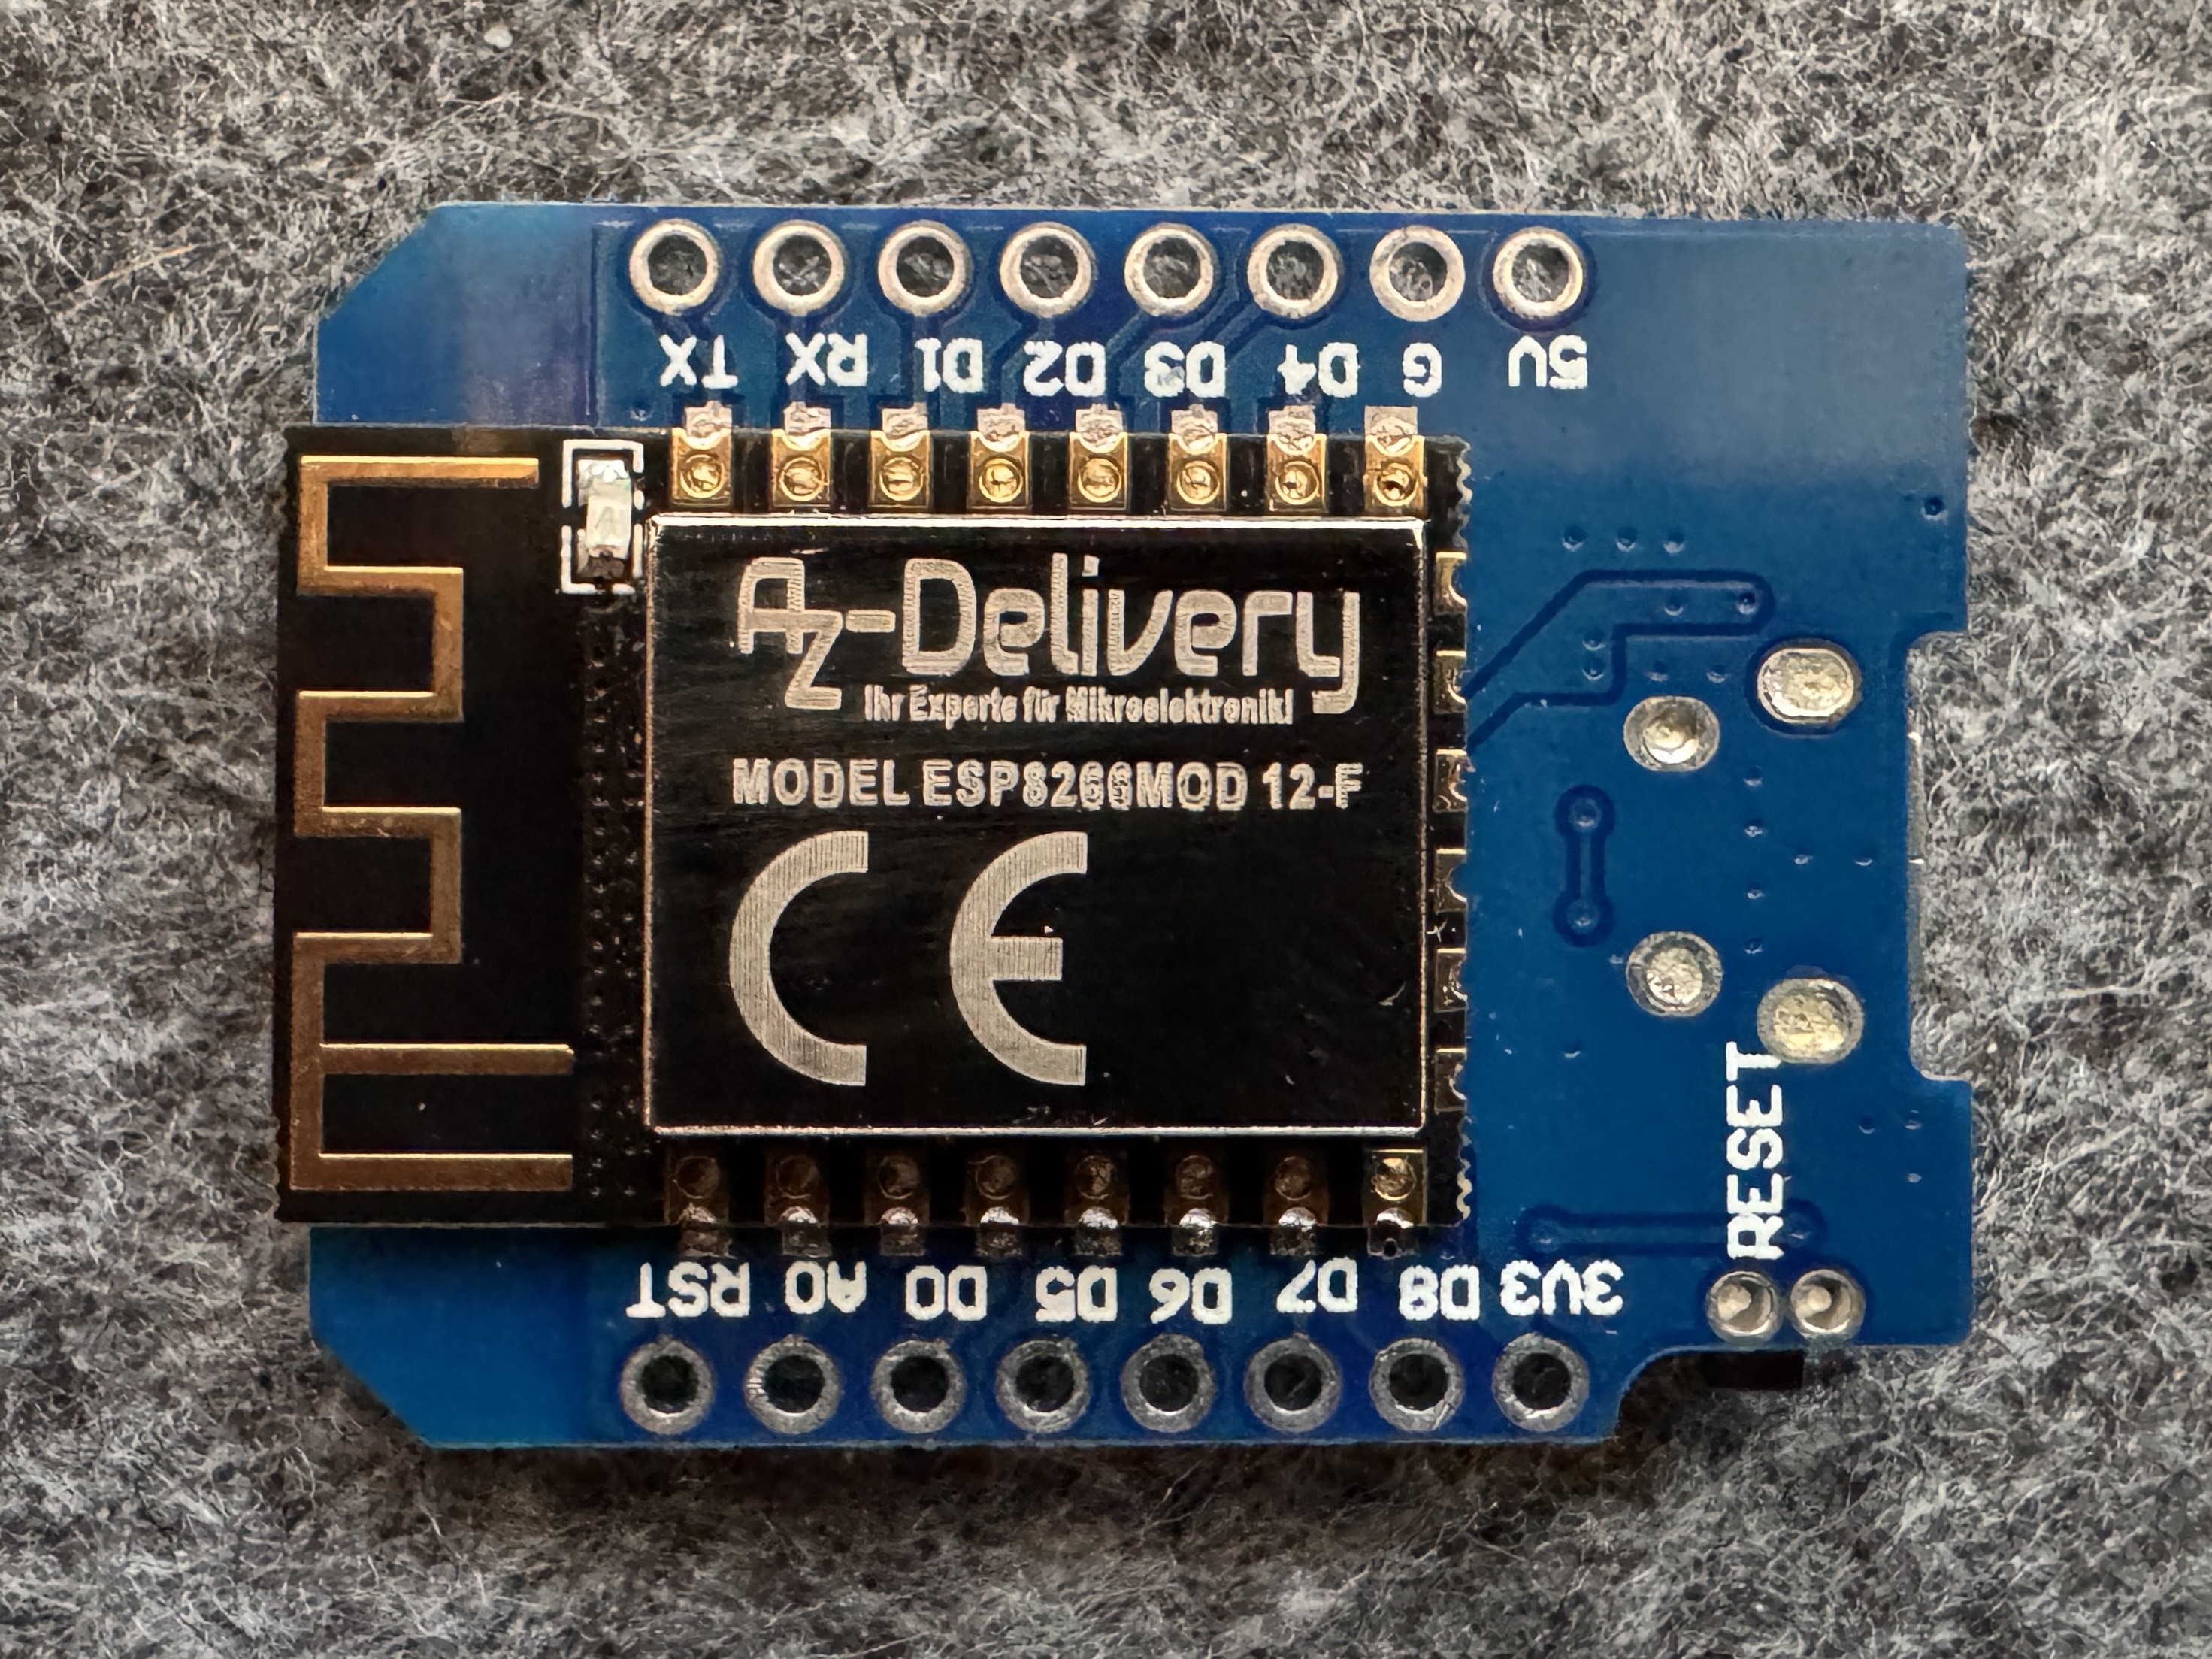 TX RX D1 D2 D3 D4 G 5V
AZ-Delivery
Ihr Experte für Mikroelektronik!
MODEL ESP8266MOD 12-F
CE
RESET
RST A0 D0 D5 D6 D7 D8 3V3